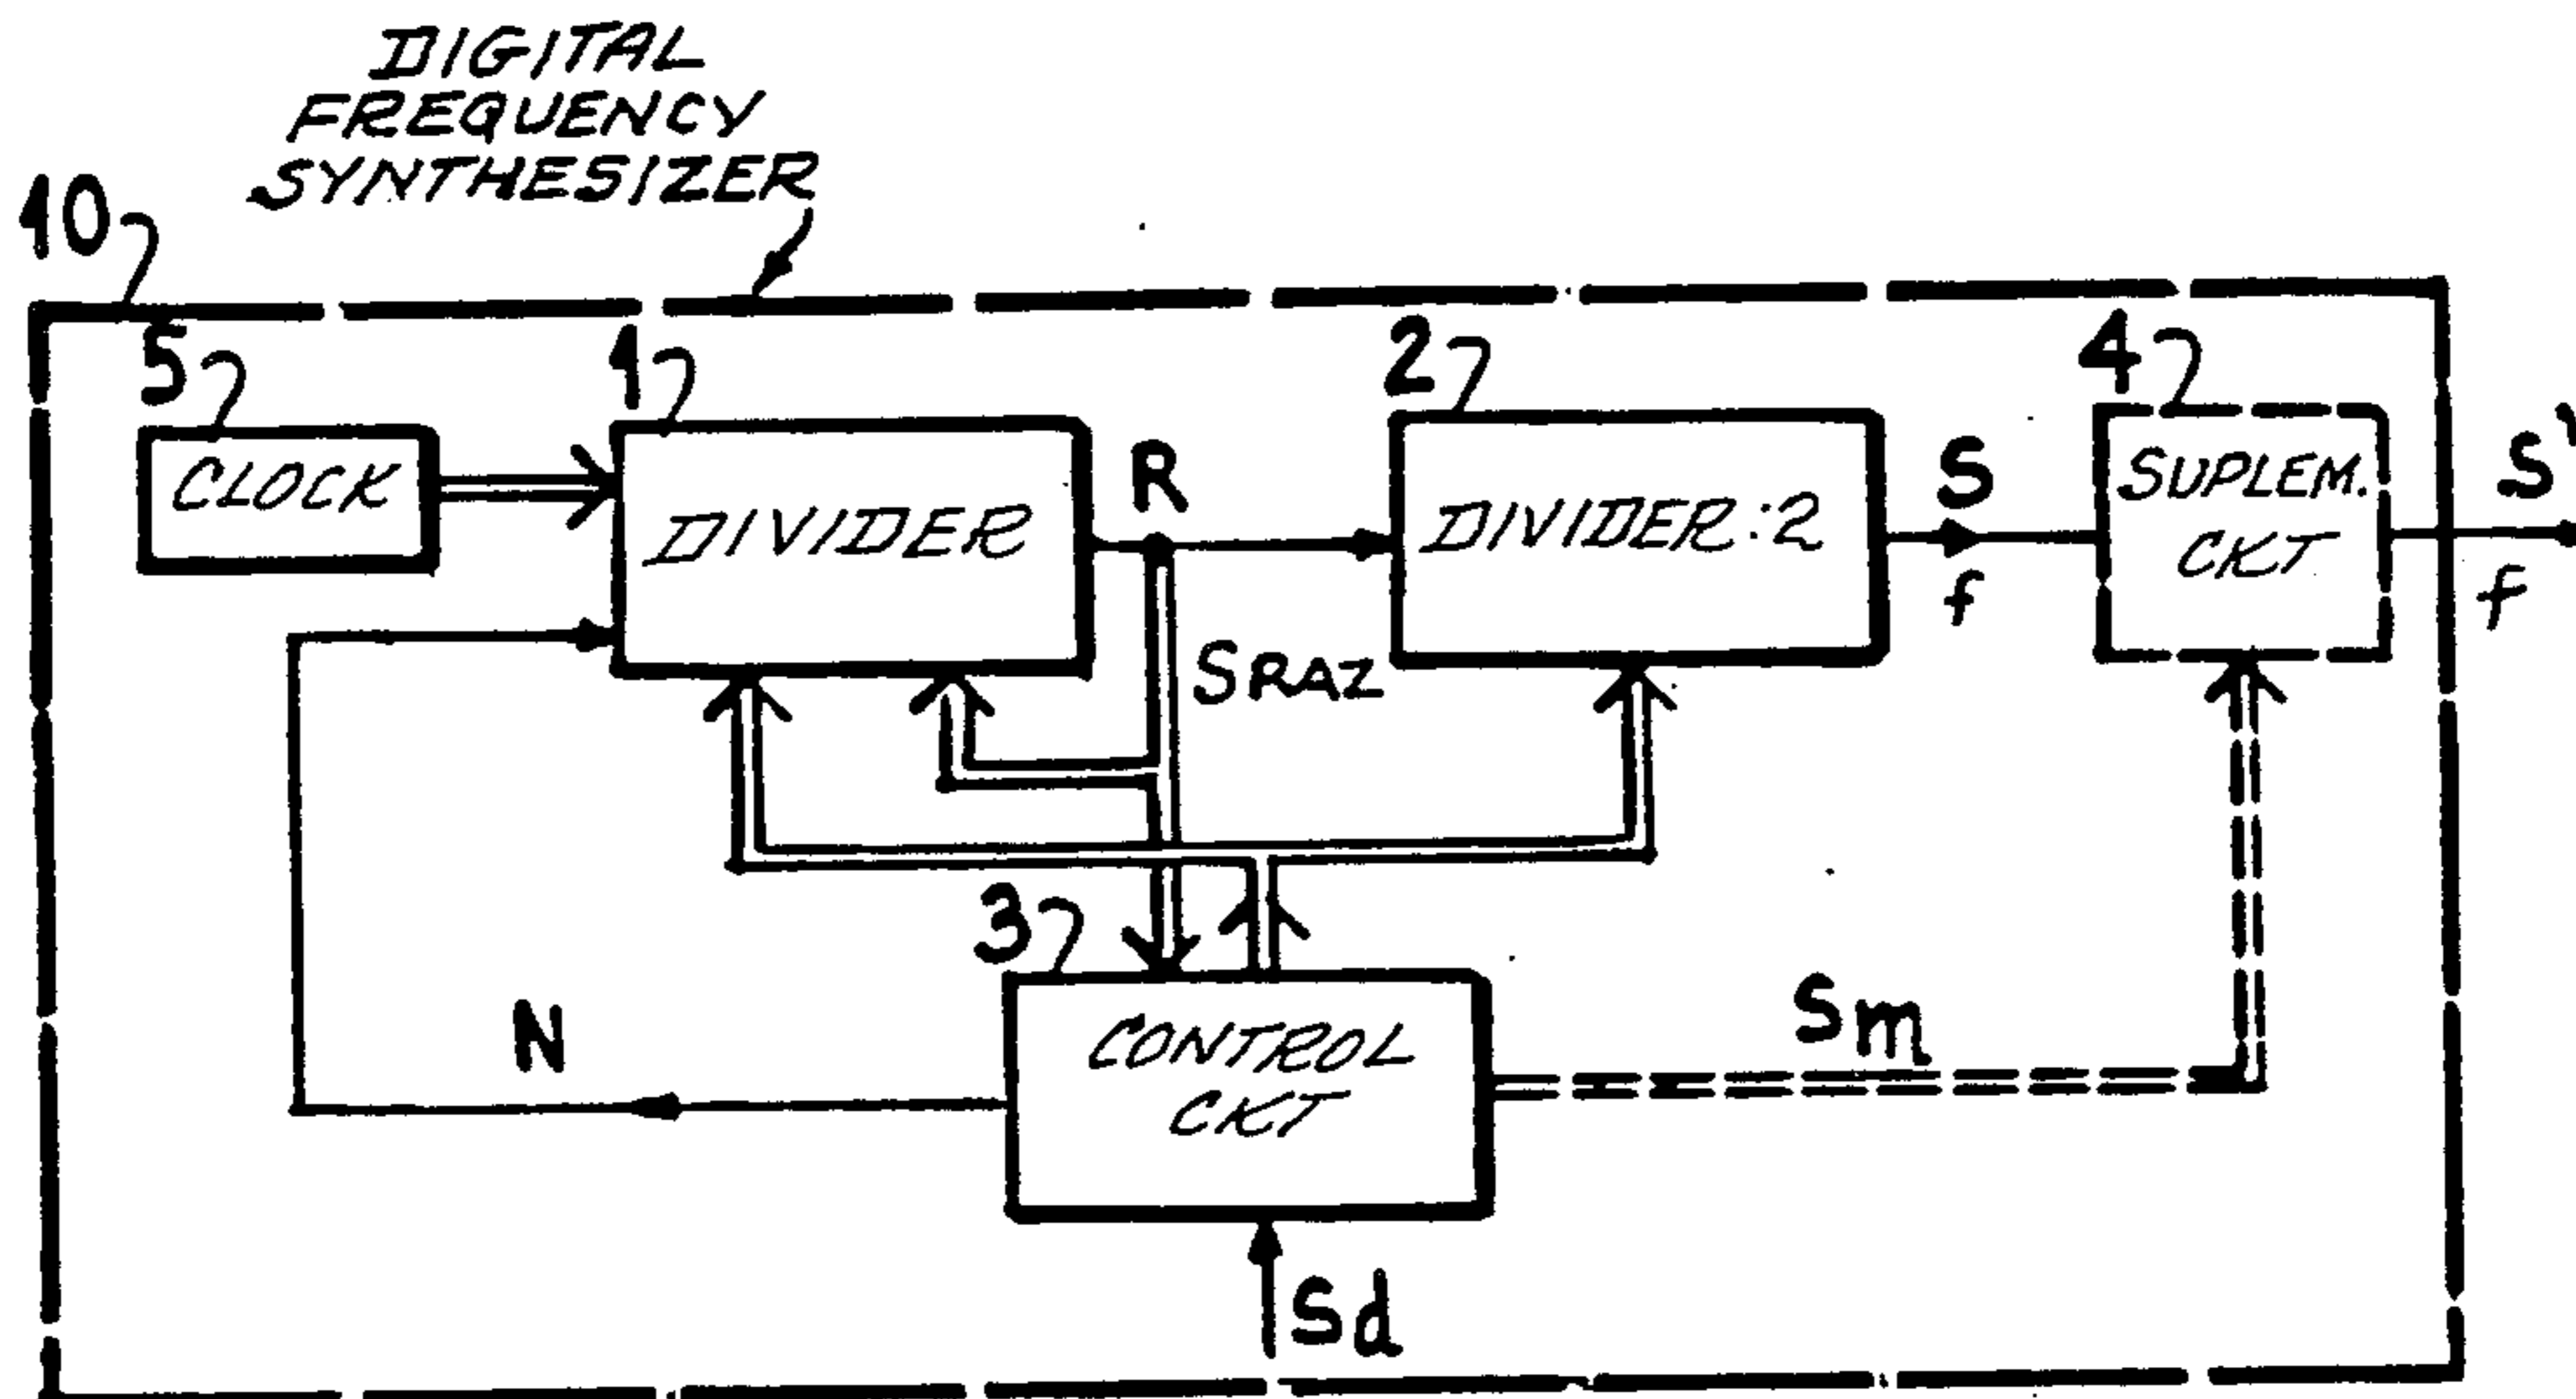 DIGITAL
FREQUENCY
SYNTHESIZER
10
5
1
2
4
CLOCK
DIVIDER
R
DIVIDER:2
S
f
SUPLEM.
CKT
S'
f
SRAZ
3
N
CONTROL
CKT
Sm
Sd